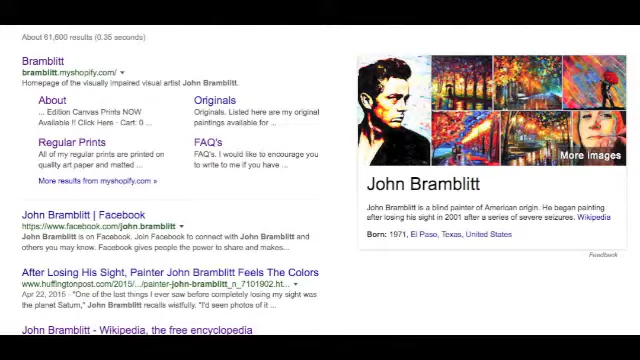 About 61,600 results (0.35 seconds)
Bramblitt
bramblitt.myshopify.com/
Homepage of the visually impaired visual artist John Bramblitt.
About
... Edition Canvas Prints NOW
Available !! Click Here · Cart: 0 ...
Originals
Originals. Listed here are my original
paintings available for ...
Regular Prints
All of my regular prints are printed on
quality art paper and matted ...
FAQ's
FAQ's. I would like to encourage you
to write to me if you have ...
More results from myshopify.com »
John Bramblitt | Facebook
https://www.facebook.com/john.bramblitt
John Bramblitt is on Facebook. Join Facebook to connect with John Bramblitt and
others you may know. Facebook gives people the power to share and makes...
After Losing His Sight, Painter John Bramblitt Feels The Colors
www.huffingtonpost.com/2015/.../painter-john-bramblitt_n_7101902.ht...
Apr 22, 2015 - "One of the last things I ever saw before completely losing my sight was
the planet Saturn," John Bramblitt recalls wistfully. "I'd seen photos of it ...
John Bramblitt - Wikipedia, the free encyclopedia
More images
John Bramblitt
John Bramblitt is a blind painter of American origin. He began painting
after losing his sight in 2001 after a series of severe seizures. Wikipedia
Born: 1971, El Paso, Texas, United States
Feedback